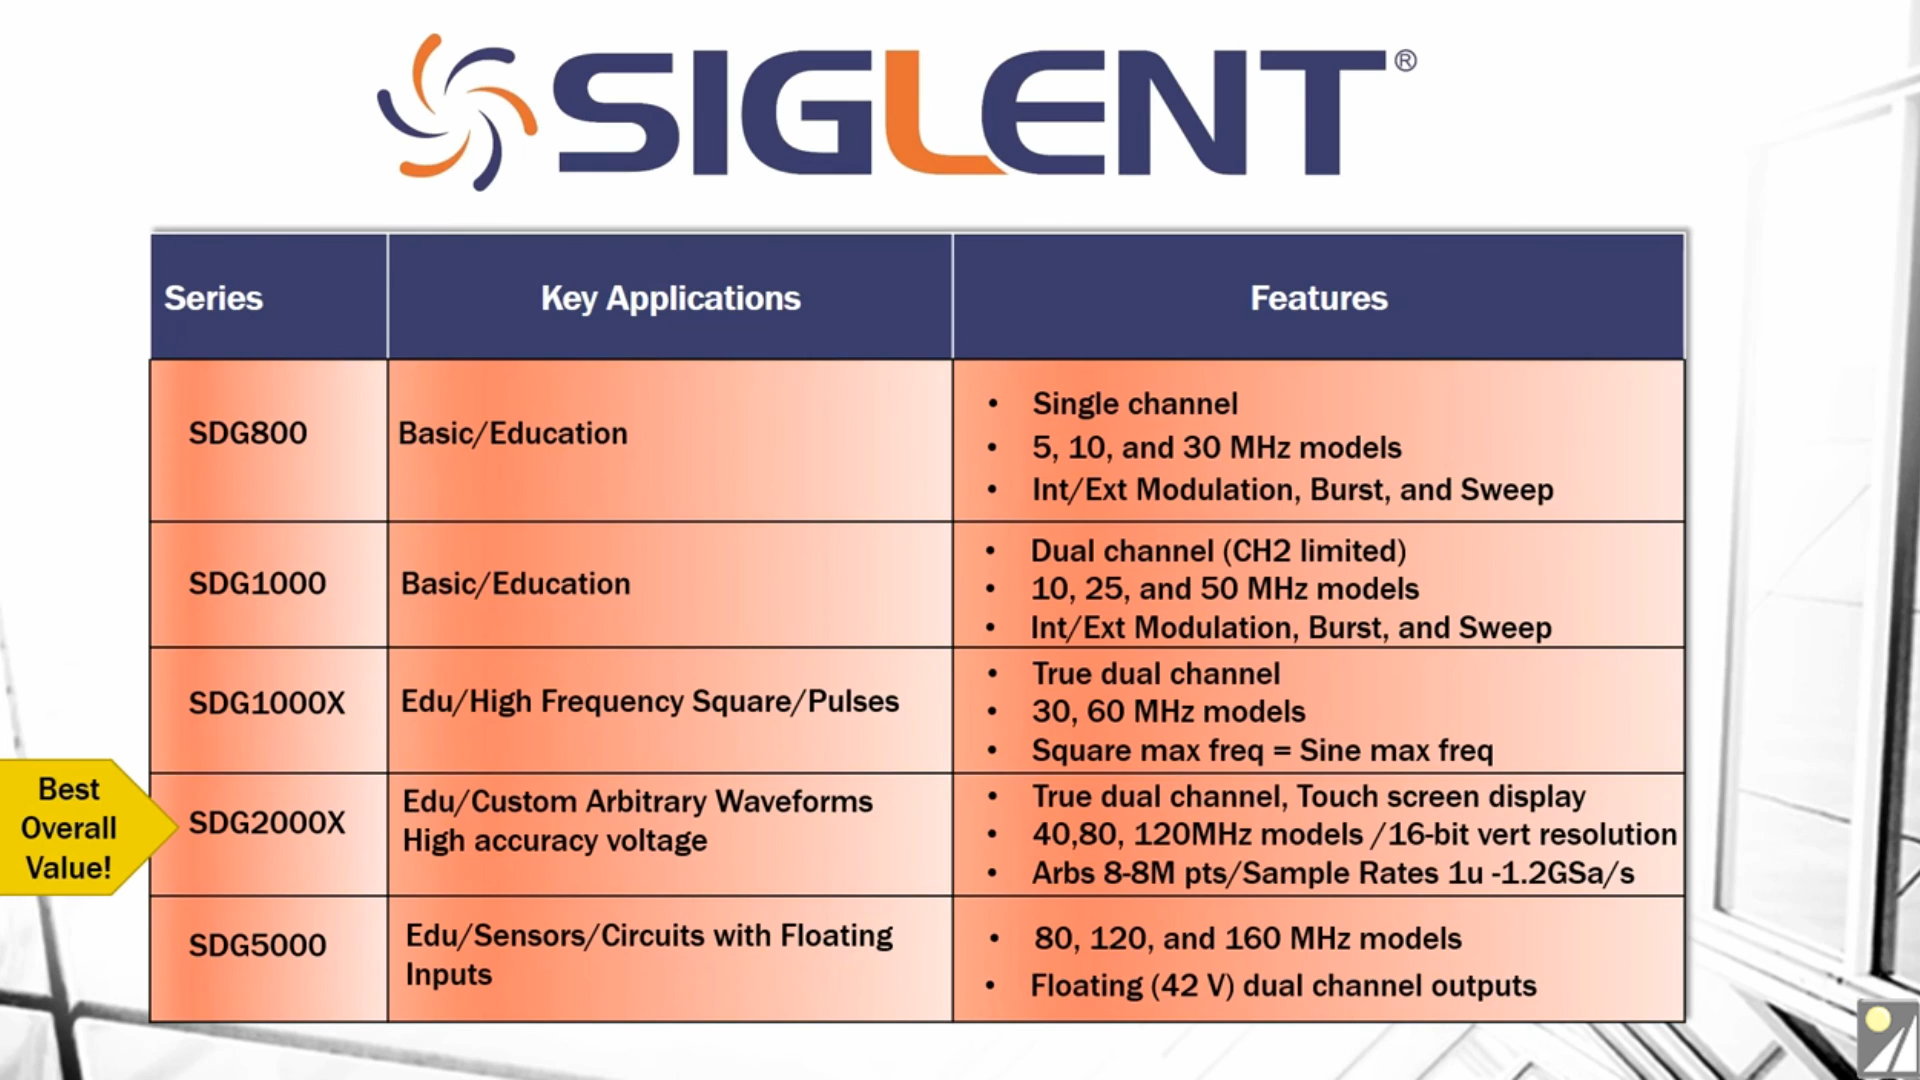 SIGLENT®
Series
Key Applications
Features
SDG800
Basic/Education
• Single channel
• 5, 10, and 30 MHz models
• Int/Ext Modulation, Burst, and Sweep
SDG1000
Basic/Education
• Dual channel (CH2 limited)
• 10, 25, and 50 MHz models
• Int/Ext Modulation, Burst, and Sweep
SDG1000X
Edu/High Frequency Square/Pulses
• True dual channel
• 30, 60 MHz models
• Square max freq = Sine max freq
Best
Overall
Value!
SDG2000X
Edu/Custom Arbitrary Waveforms
High accuracy voltage
• True dual channel, Touch screen display
• 40,80, 120MHz models /16-bit vert resolution
• Arbs 8-8M pts/Sample Rates 1u -1.2GSa/s
SDG5000
Edu/Sensors/Circuits with Floating
Inputs
• 80, 120, and 160 MHz models
• Floating (42 V) dual channel outputs